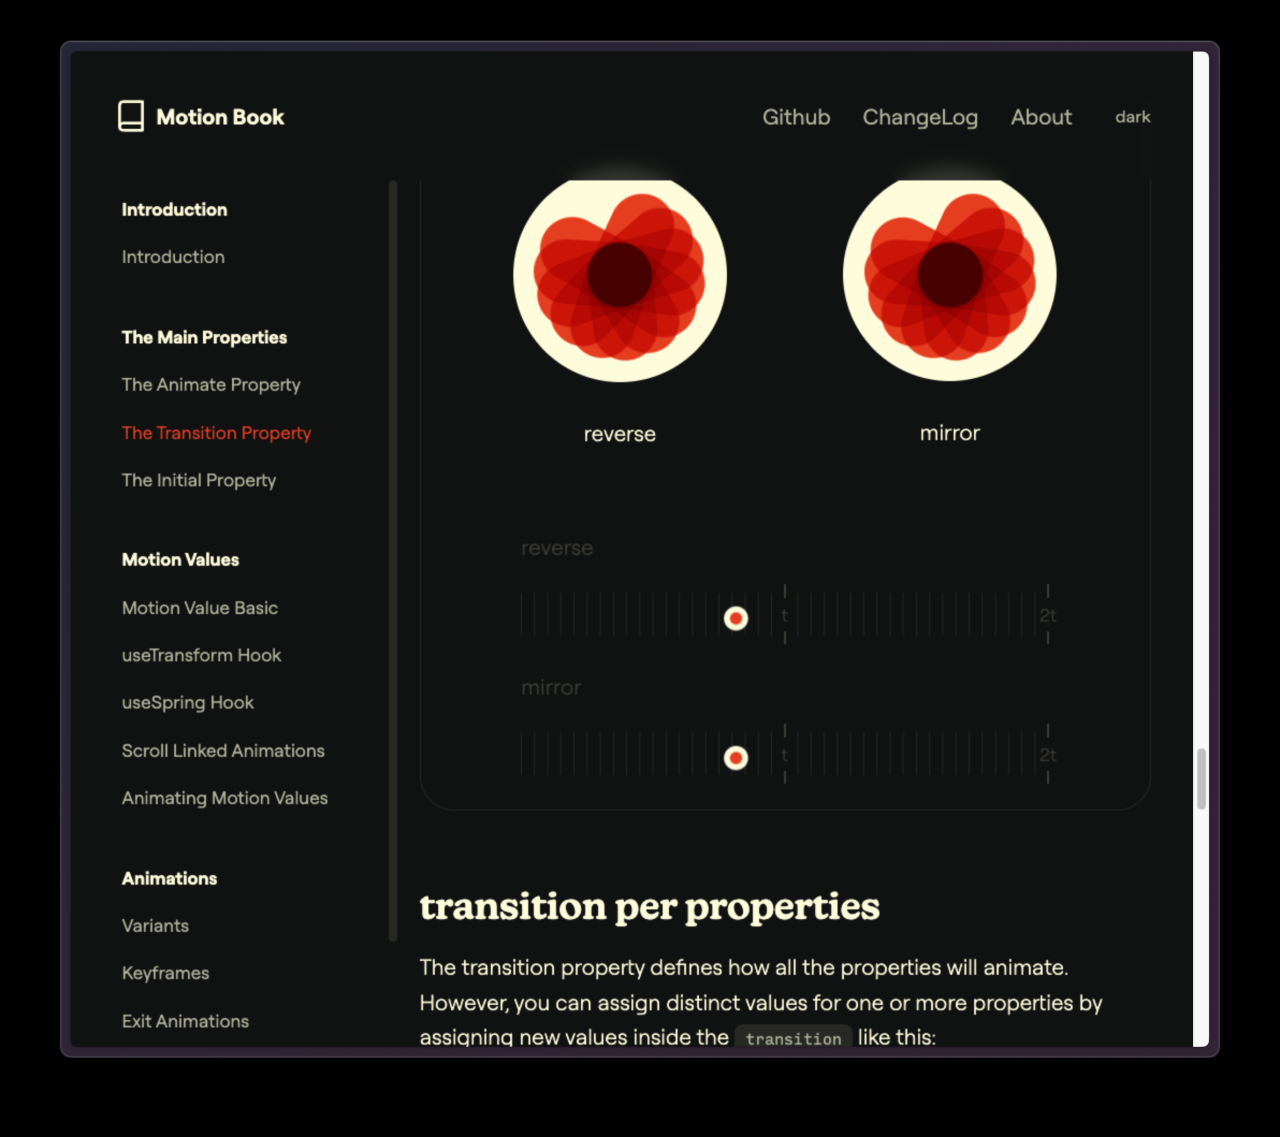 Motion Book
Github
ChangeLog
About
dark
Introduction
Introduction
The Main Properties
The Animate Property
The Transition Property
The Initial Property
Motion Values
Motion Value Basic
useTransform Hook
useSpring Hook
Scroll Linked Animations
Animating Motion Values
Animations
Variants
Keyframes
Exit Animations
reverse
mirror
reverse
t
2t
mirror
t
2t
transition per properties
The transition property defines how all the properties will animate.
However, you can assign distinct values for one or more properties by
assigning new values inside the transition like this: